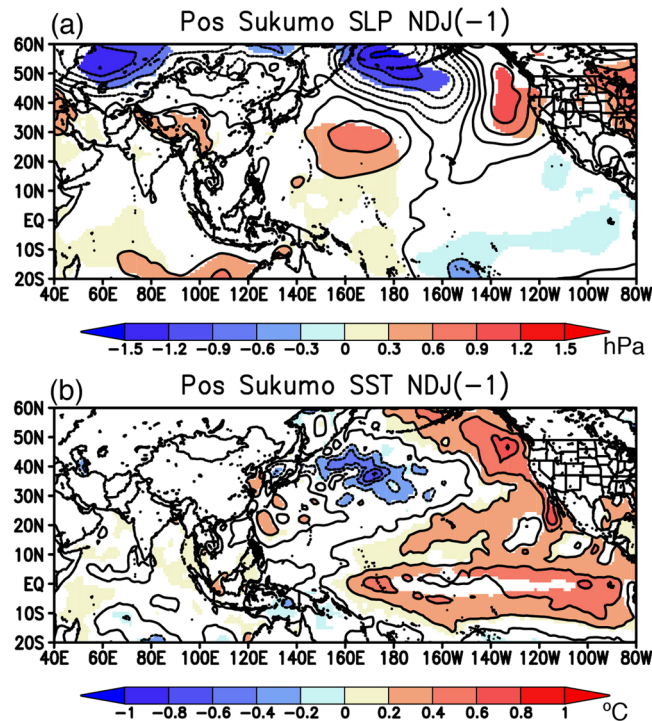 (a) Pos Sukumo SLP NDJ(-1)
60N
50N
40N
30N
20N
10N
EQ
10S
20S
40E 60E 80E 100E 120E 140E 160E 180 160W 140W 120W 100W 80W
-1.5 -1.2 -0.9 -0.6 -0.3 0 0.3 0.6 0.9 1.2 1.5 hPa
(b) Pos Sukumo SST NDJ(-1)
60N
50N
40N
30N
20N
10N
EQ
10S
20S
40E 60E 80E 100E 120E 140E 160E 180 160W 140W 120W 100W 80W
-1 -0.8 -0.6 -0.4 -0.2 0 0.2 0.4 0.6 0.8 1 ºC